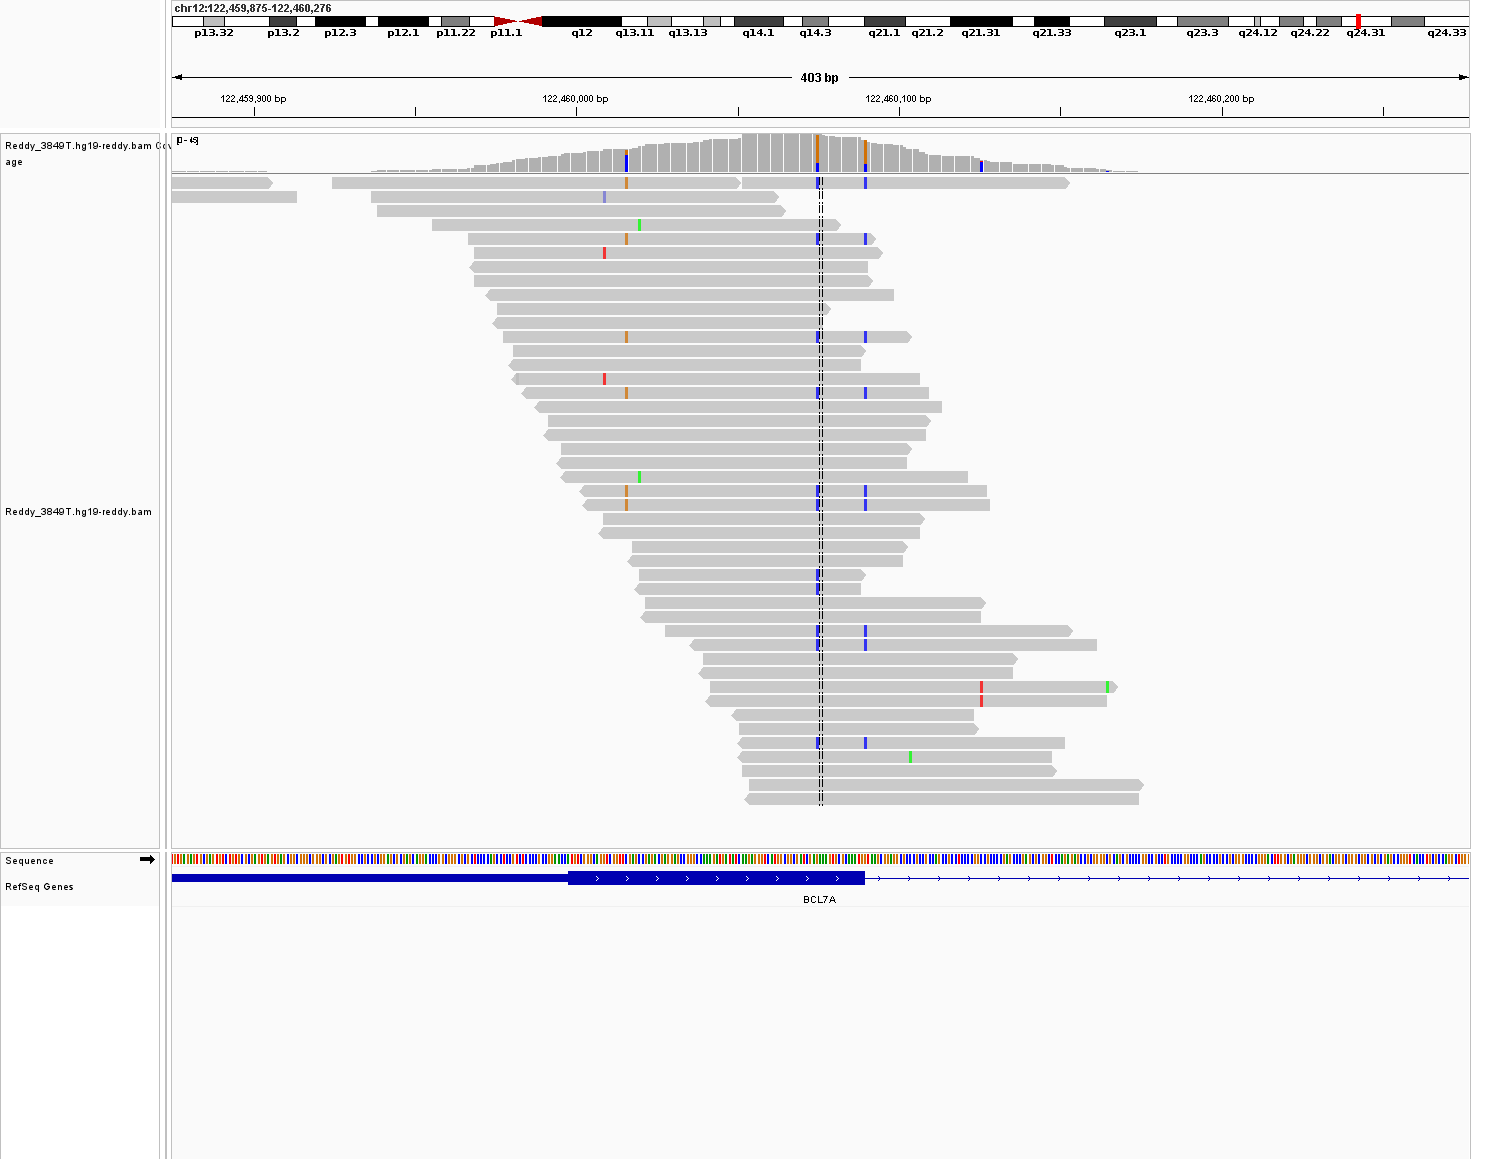 chr12:122,459,875-122,460,276
p13.32 p13.2 p12.3 p12.1 p11.22 p11.1 q12 q13.11 q13.13 q14.1 q14.3 q21.1 q21.2 q21.31 q21.33 q23.1 q23.3 q24.12 q24.22 q24.31 q24.33
403 bp
122,459,900 bp 122,460,000 bp 122,460,100 bp 122,460,200 bp
Reddy_3849T.hg19-reddy.bam Cov
age
[0 - 45]
Reddy_3849T.hg19-reddy.bam
Sequence
RefSeq Genes
BCL7A